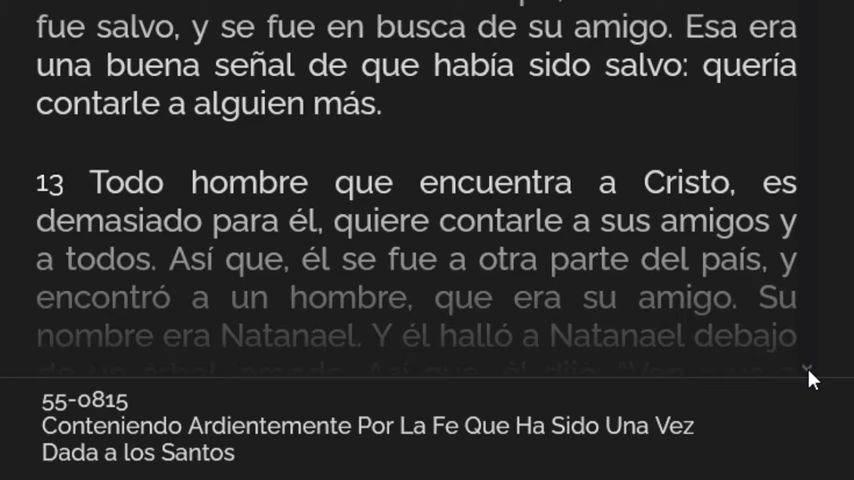 fue salvo, y se fue en busca de su amigo. Esa era
una buena señal de que había sido salvo: quería
contarle a alguien más.
13 Todo hombre que encuentra a Cristo, es
demasiado para él, quiere contarle a sus amigos y
a todos. Así que, él se fue a otra parte del país, y
encontró a un hombre, que era su amigo. Su
nombre era Natanael. Y él halló a Natanael debajo
55-0815
Conteniendo Ardientemente Por La Fe Que Ha Sido Una Vez
Dada a los Santos